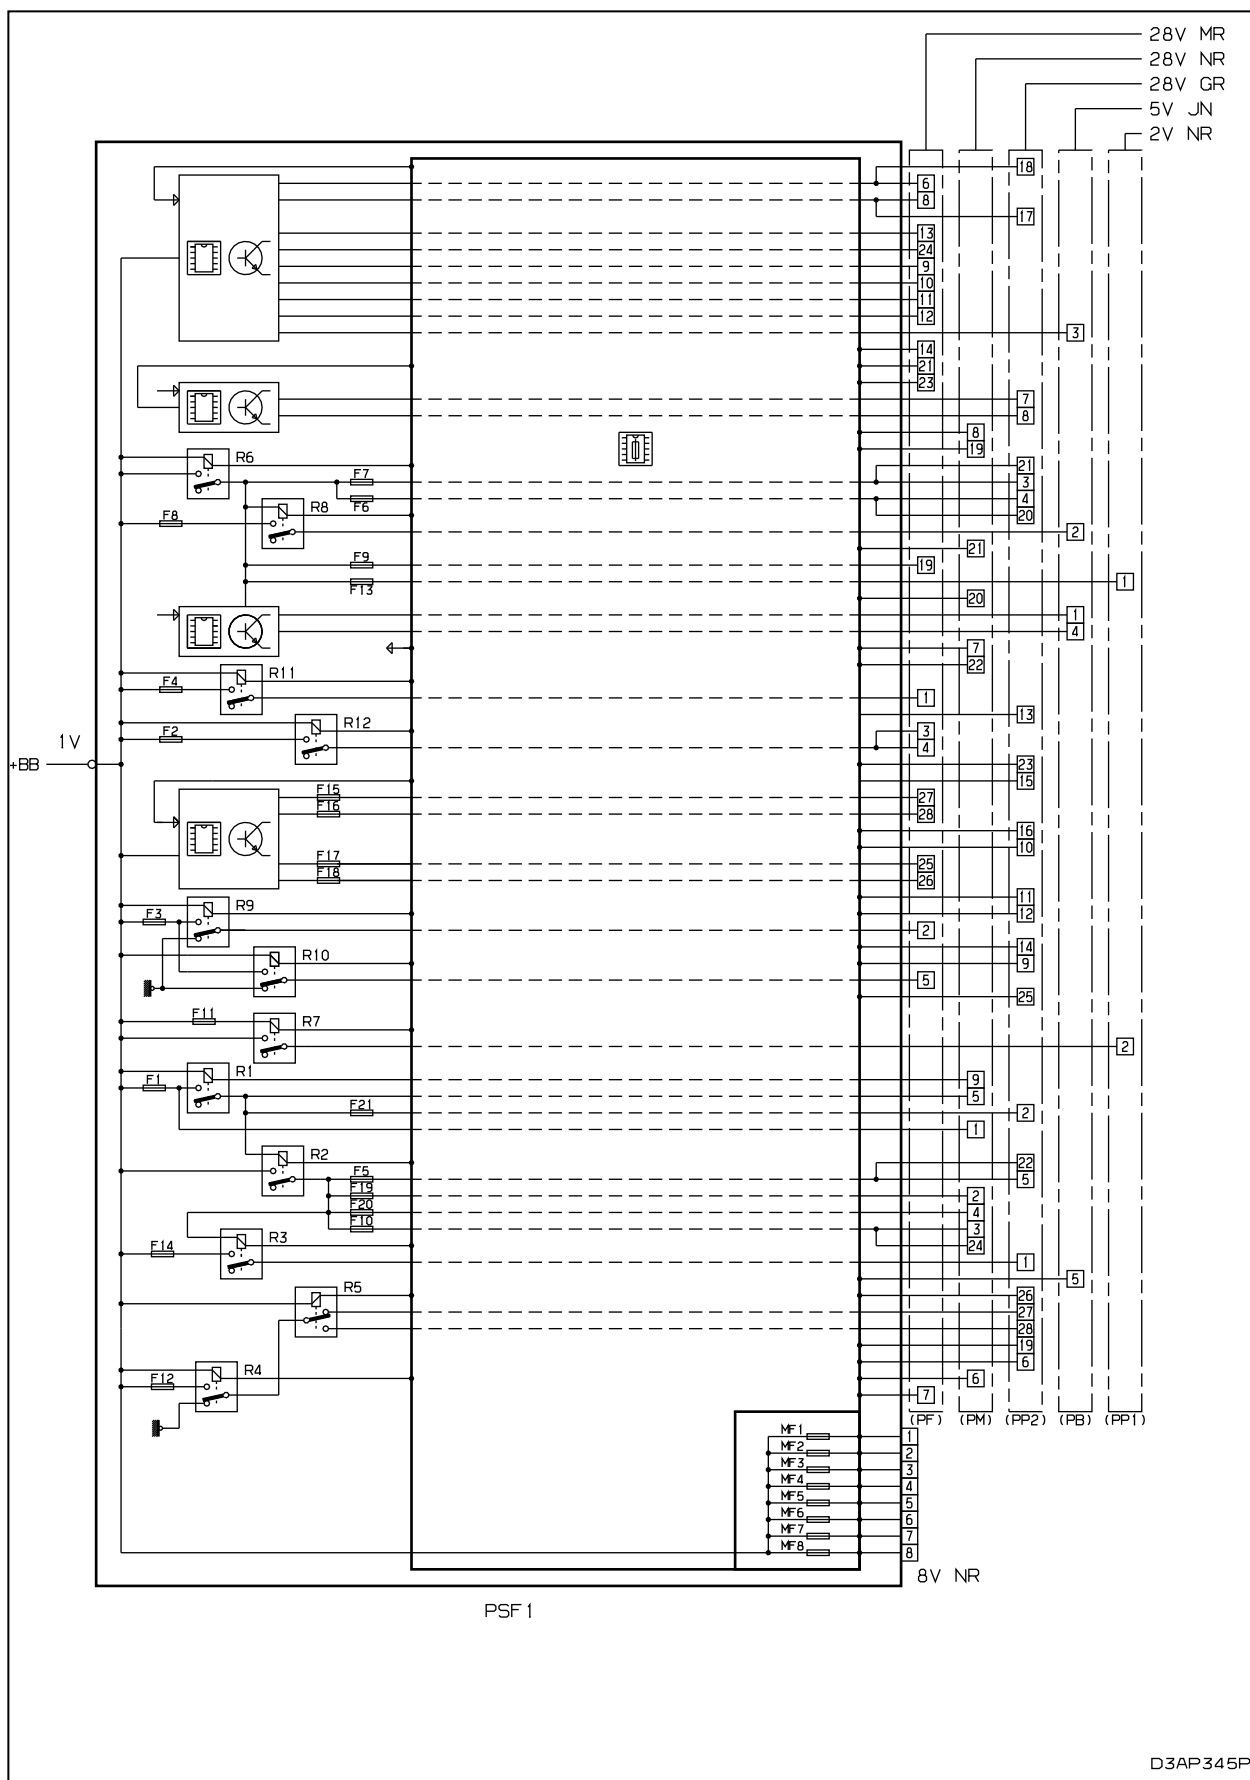 28V MR
28V NR
28V GR
5V JN
2V NR
18
6
8
17
13
24
9
10
11
12
3
14
21
23
7
8
8
19
R6
F7
21
3
F6
4
R8
F8
20
2
21
F9
19
F13
1
20
1
4
7
22
R11
F4
1
13
R12
F2
3
4
1V
+BB
23
15
F15
27
F16
28
16
10
F17
25
F18
26
11
R9
F3
12
2
14
R10
9
5
25
F11
R7
2
R1
F1
9
5
F21
2
1
R2
22
F5
5
F19
2
F20
4
F10
3
R3
F14
24
1
5
R5
26
27
28
19
6
R4
F12
6
7
(PF) (PM) (PP2) (PB) (PP1)
MF1 1
MF2 2
MF3 3
MF4 4
MF5 5
MF6 6
MF7 7
MF8 8
8V NR
PSF1
D3AP345P